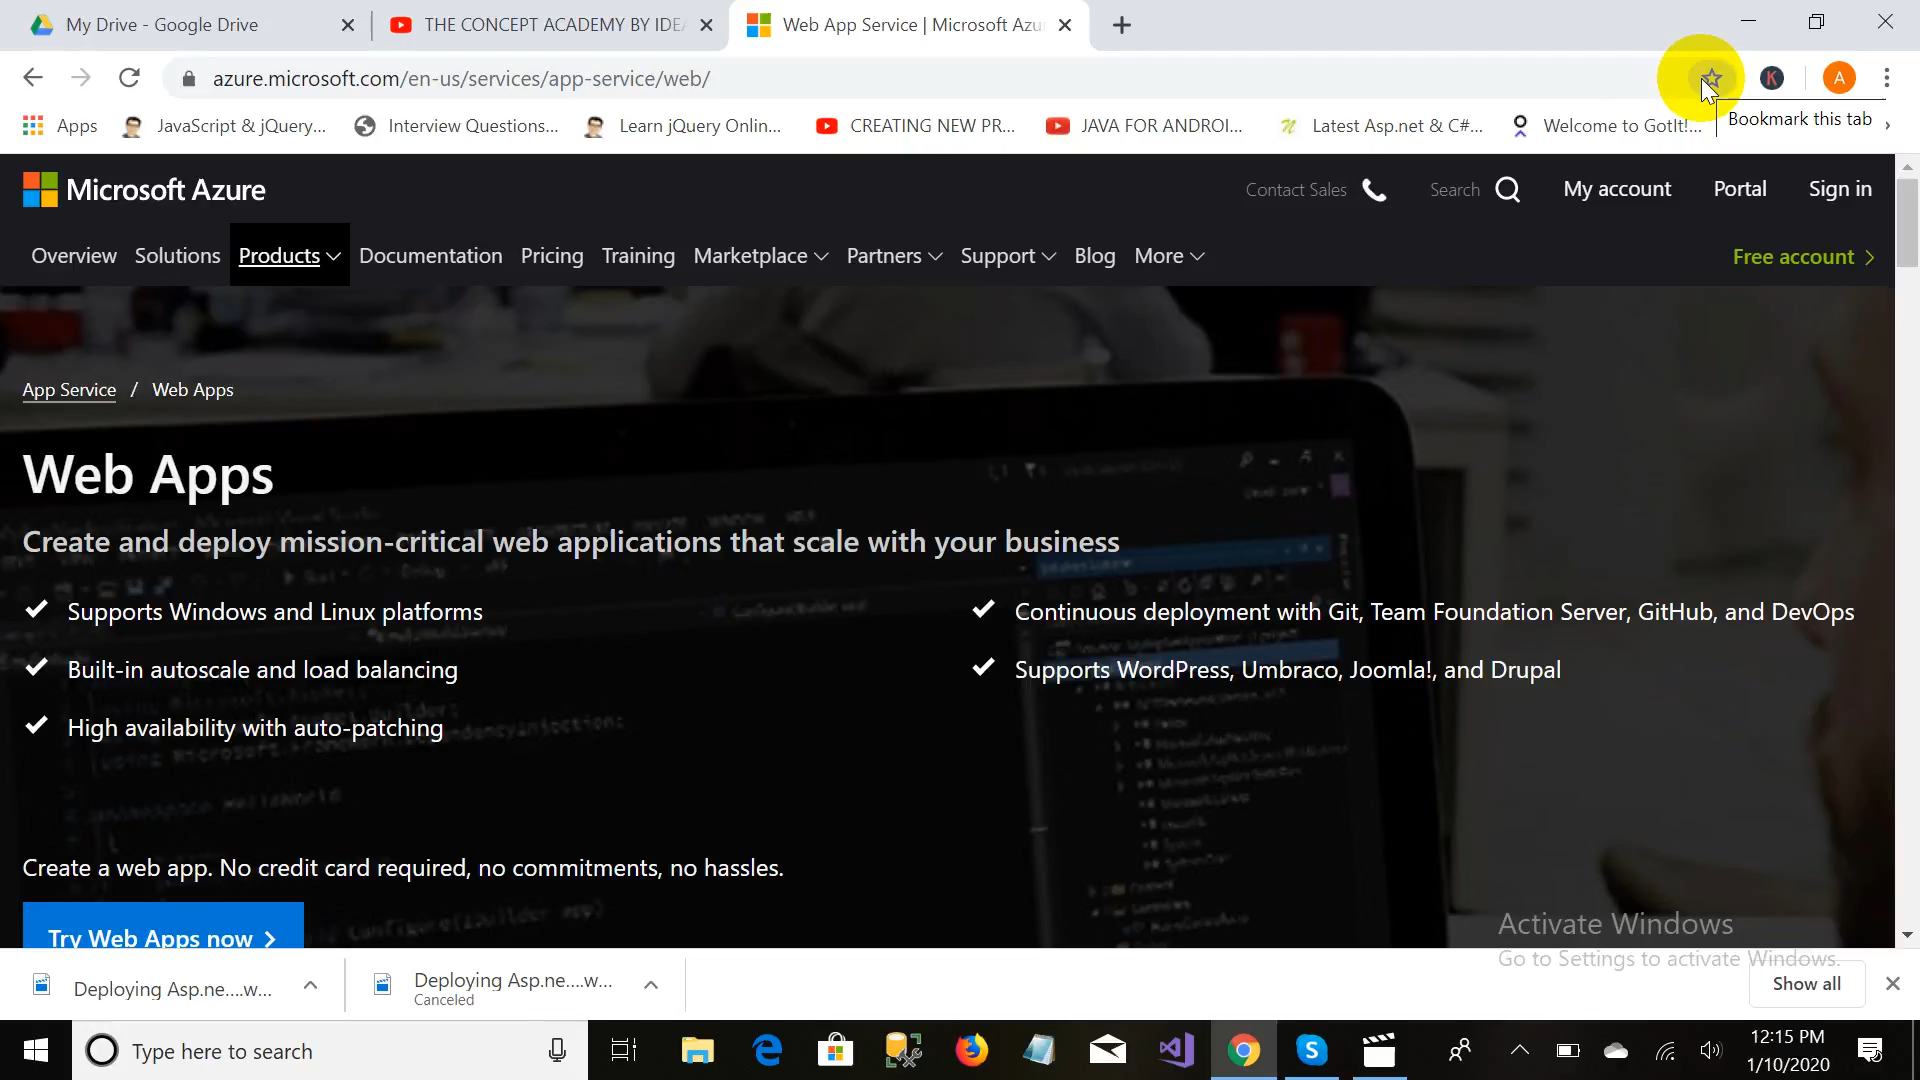 My Drive - Google Drive
THE CONCEPT ACADEMY BY IDEA
Web App Service | Microsoft Azu
azure.microsoft.com/en-us/services/app-service/web/
K
A
Bookmark this tab
Apps
JavaScript & jQuery...
Interview Questions...
Learn jQuery Onlin...
CREATING NEW PR...
JAVA FOR ANDROI...
Latest Asp.net & C#...
Welcome to GotIt!...
Microsoft Azure
Contact Sales
Search
My account
Portal
Sign in
Overview
Solutions
Products
Documentation
Pricing
Training
Marketplace
Partners
Support
Blog
More
Free account
App Service / Web Apps
Web Apps
Create and deploy mission-critical web applications that scale with your business
Supports Windows and Linux platforms
Continuous deployment with Git, Team Foundation Server, GitHub, and DevOps
Built-in autoscale and load balancing
Supports WordPress, Umbraco, Joomla!, and Drupal
High availability with auto-patching
Create a web app. No credit card required, no commitments, no hassles.
Try Web Apps now
Activate Windows
Go to Settings to activate Windows.
Deploying Asp.ne....w...
Deploying Asp.ne....w...
Canceled
Show all
Type here to search
12:15 PM
1/10/2020